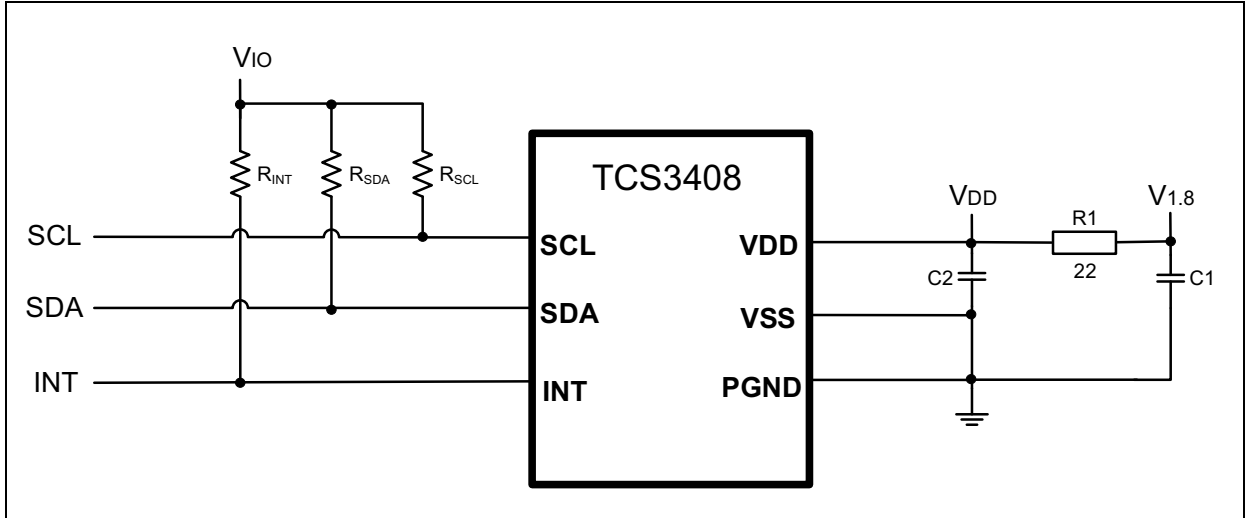 VIO
RINT
RSDA
RSCL
TCS3408
VDD
V1.8
R1
SCL
SCL
VDD
22
C2
C1
SDA
SDA
VSS
INT
INT
PGND